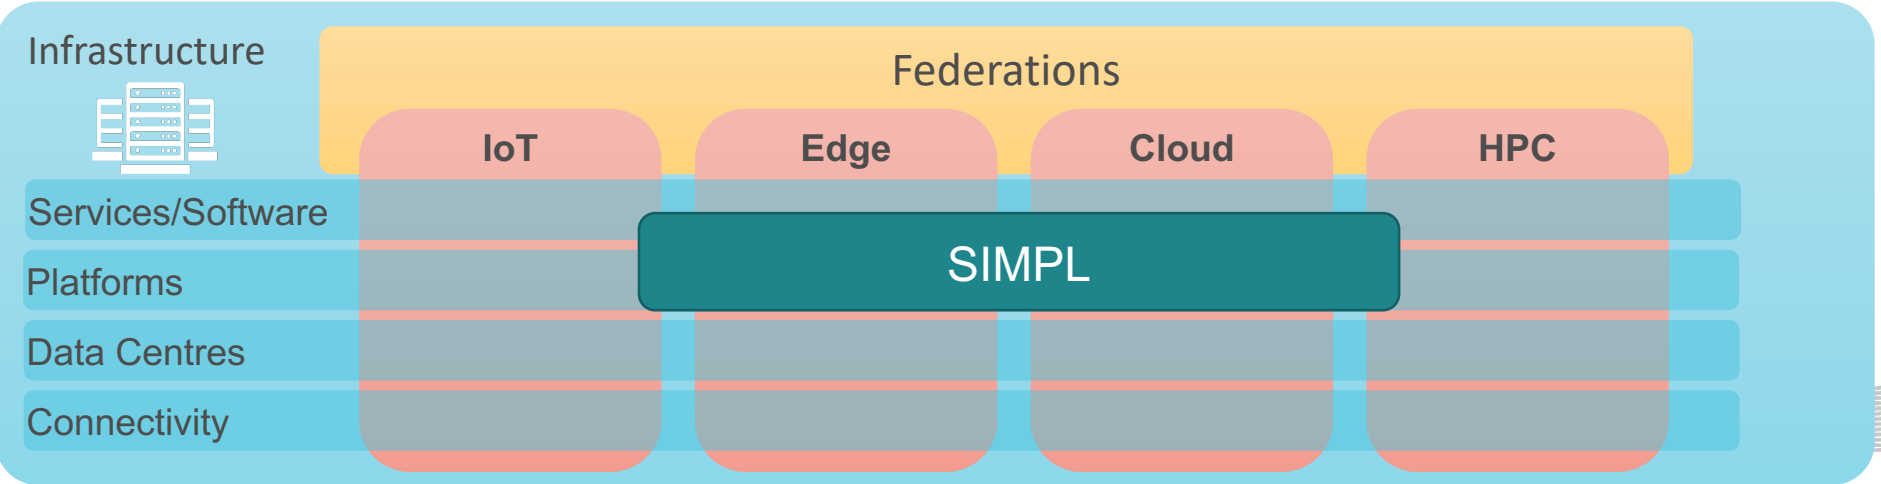 Infrastructure
Federations
IoT
Edge
Cloud
HPC
Services/Software
SIMPL
Platforms
Data Centres
Connectivity